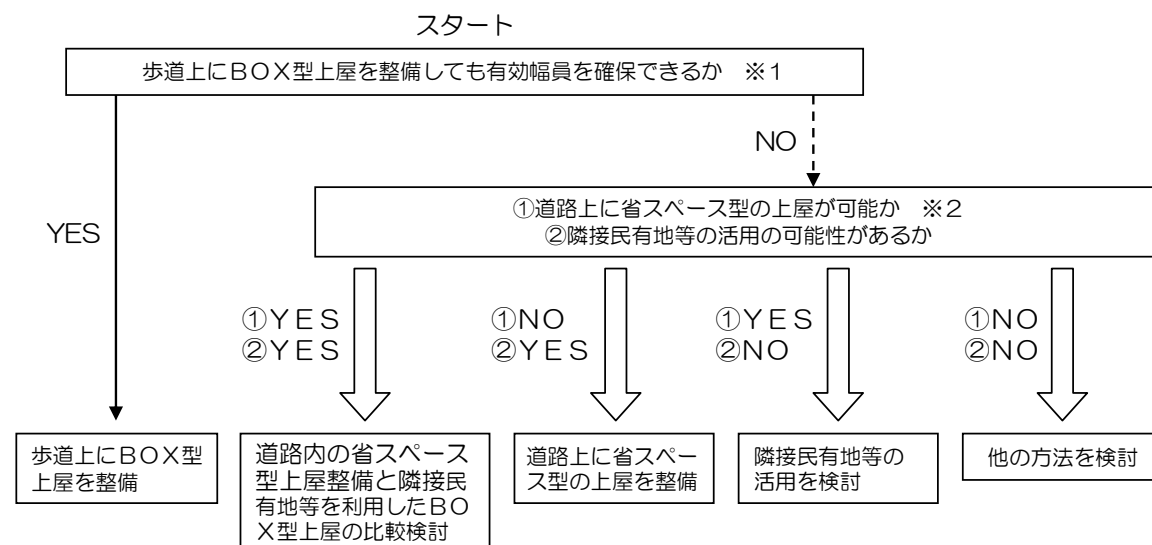 スタート
歩道上にBOX型上屋を整備しても有効幅員を確保できるか ※1
NO
①道路上に省スペース型の上屋が可能か ※2
②隣接民有地等の活用の可能性があるか
YES
①YES
②YES
①NO
②YES
①YES
②NO
①NO
②NO
歩道上にBOX型
上屋を整備
道路内の省スペース
型上屋整備と隣接民
有地等を利用したBO
X型上屋の比較検討
道路上に省スペー
ス型の上屋を整備
隣接民有地等の
活用を検討
他の方法を検討